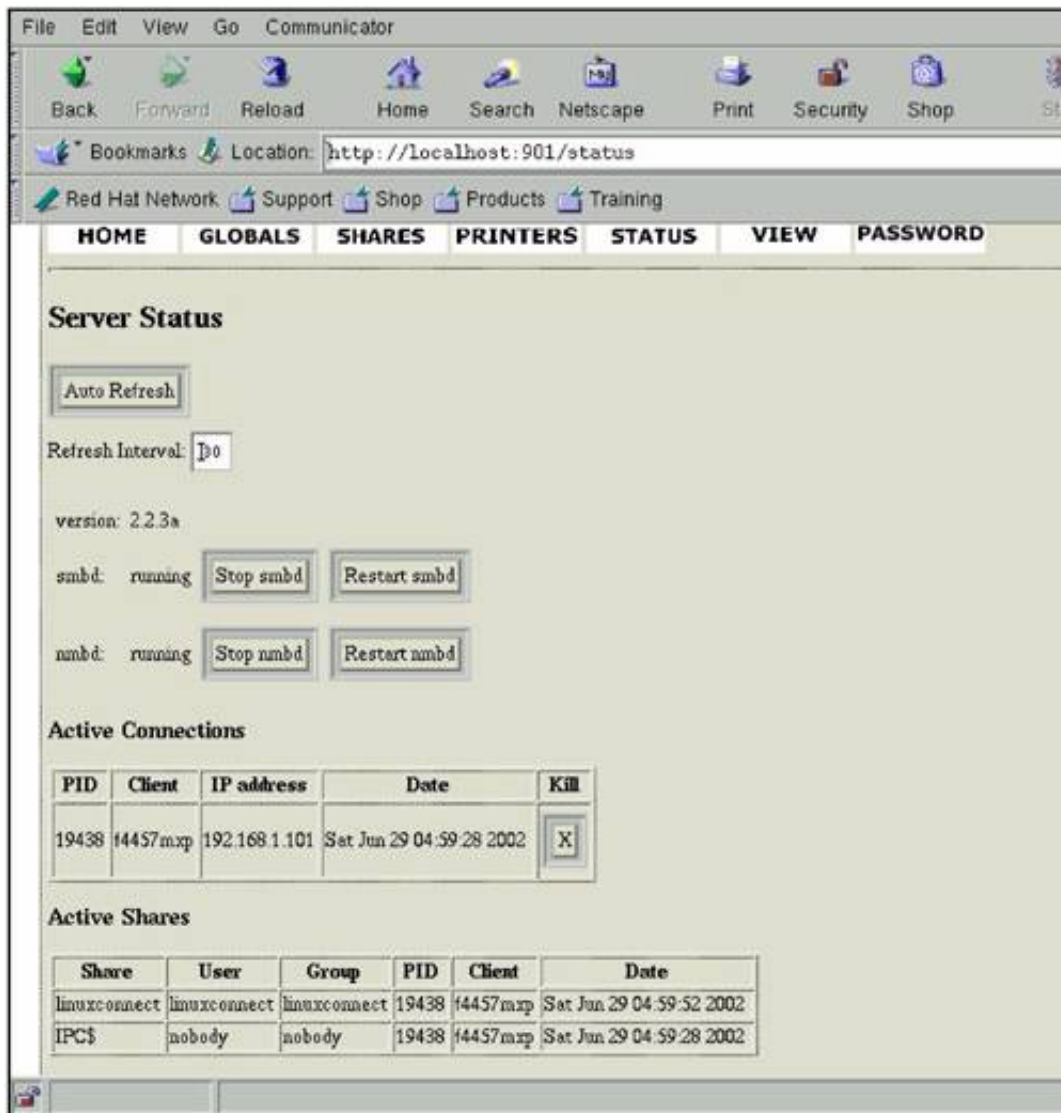 File Edit View Go Communicator
Back Forward Reload Home Search Netscape Print Security Shop
Bookmarks Location: http://localhost:901/status
Red Hat Network Support Shop Products Training
HOME GLOBALS SHARES PRINTERS STATUS VIEW PASSWORD
Server Status
Auto Refresh
Refresh Interval: 30
version: 2.2.3a
smbd: running Stop smbd Restart smbd
nmbd: running Stop nmbd Restart nmbd
Active Connections
PID Client IP address Date Kill
19438 f4457mxp 192.168.1.101 Sat Jun 29 04:59:28 2002 X
Active Shares
Share User Group PID Client Date
linuxconnect linuxconnect linuxconnect 19438 f4457mxp Sat Jun 29 04:59:52 2002
IPC$ nobody nobody 19438 f4457mxp Sat Jun 29 04:59:28 2002